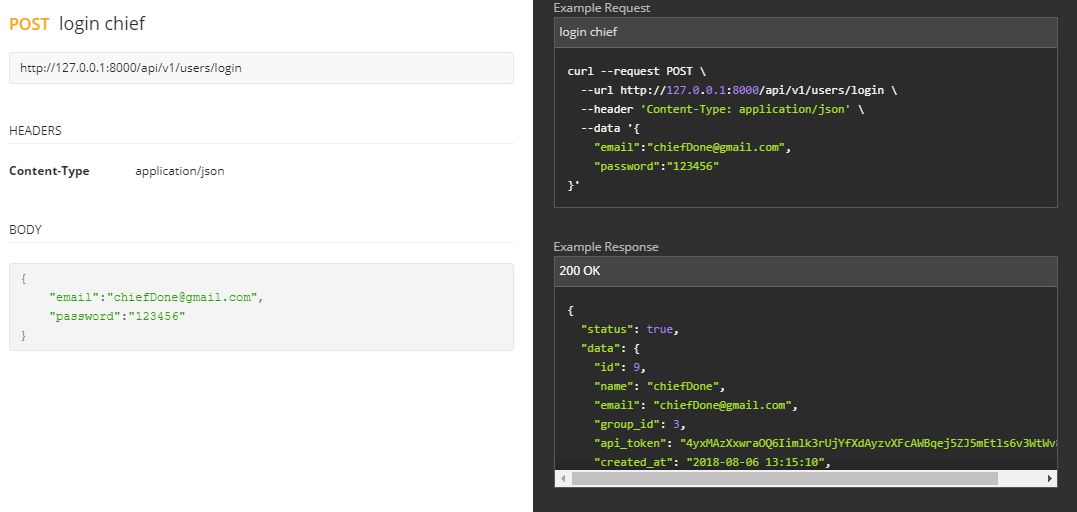 POST login chief
http://127.0.0.1:8000/api/v1/users/login
HEADERS
Content-Type application/json
BODY
{
"email":"chiefDone@gmail.com",
"password":"123456"
}
Example Request
login chief
curl --request POST \
--url http://127.0.0.1:8000/api/v1/users/login \
--header 'Content-Type: application/json' \
--data '{
"email":"chiefDone@gmail.com",
"password":"123456"
}'
Example Response
200 OK
{
"status": true,
"data": {
"id": 9,
"name": "chiefDone",
"email": "chiefDone@gmail.com",
"group_id": 3,
"api_token":
"created_at": "2018-08-06 13:15:10",